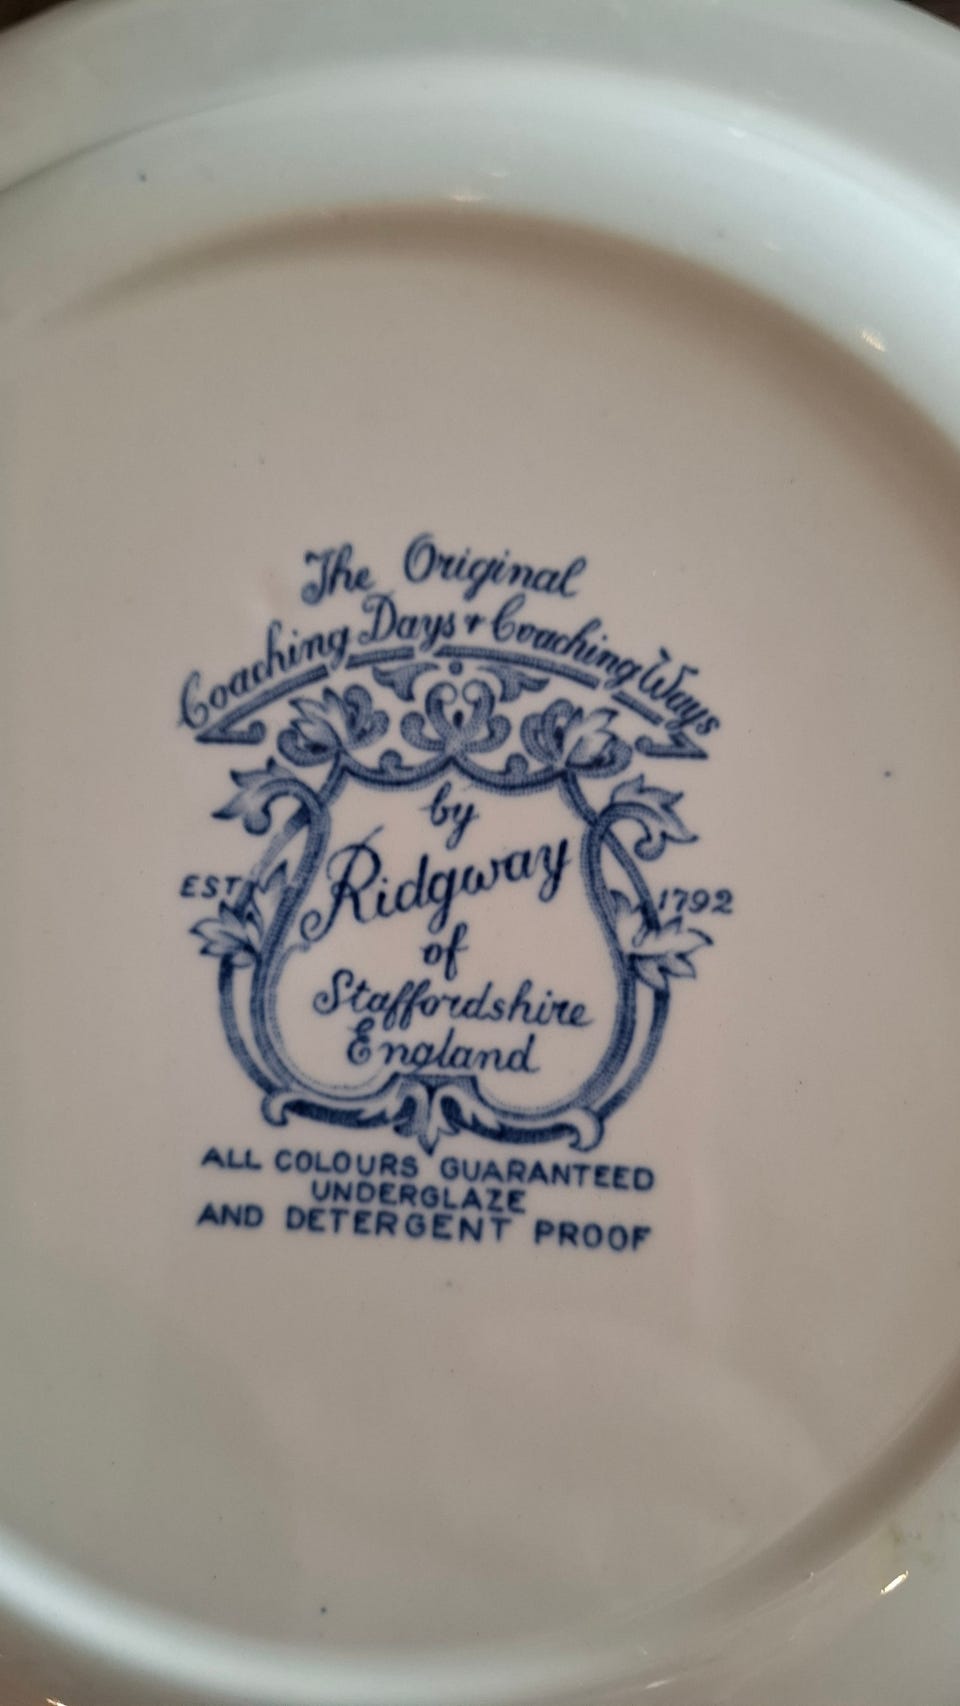 The Original
Coaching Days & Coaching Ways
by
Ridgway
EST. 1792
of
Staffordshire
England
ALL COLOURS GUARANTEED
UNDERGLAZE
AND DETERGENT PROOF